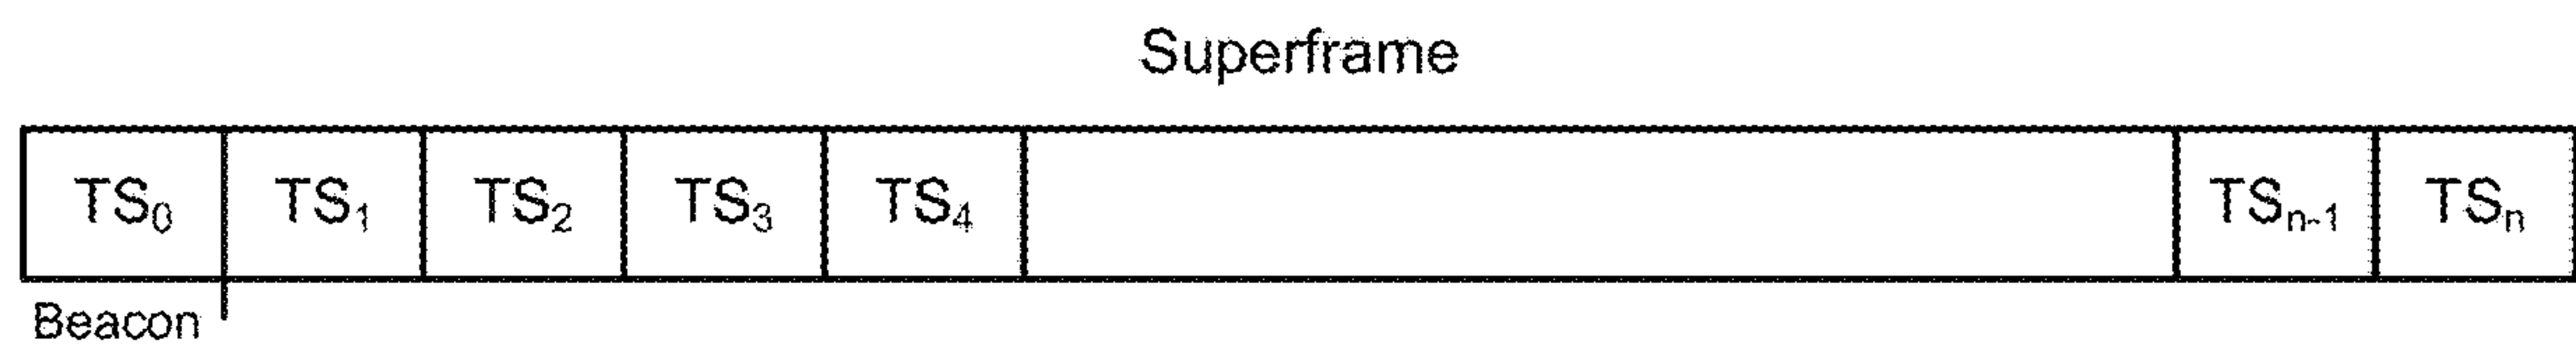 Superframe
TS₀ TS₁ TS₂ TS₃ TS₄ TSₙ₋₁ TSₙ
Beacon